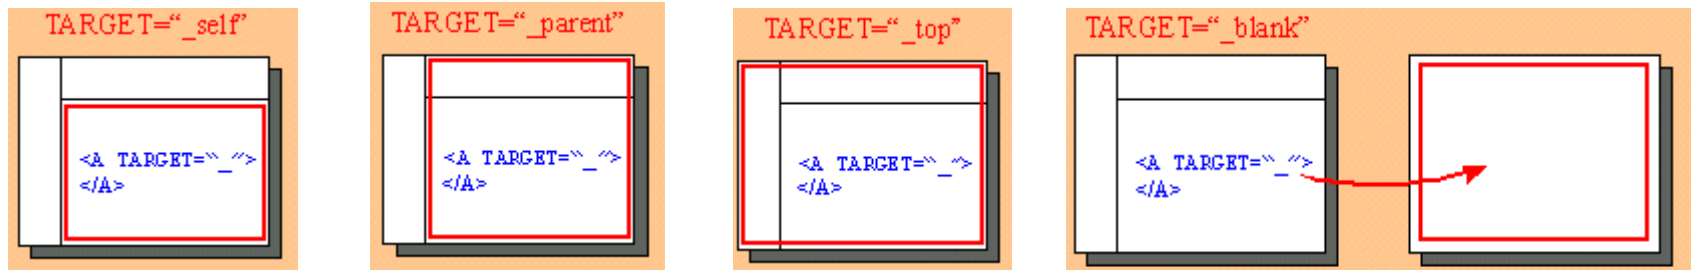 TARGET=“_self”
<A TARGET=“_”>
</A>
TARGET=“_parent”
<A TARGET=“_”>
</A>
TARGET=“_top”
<A TARGET=“_”>
</A>
TARGET=“_blank”
<A TARGET=“_”>
</A>